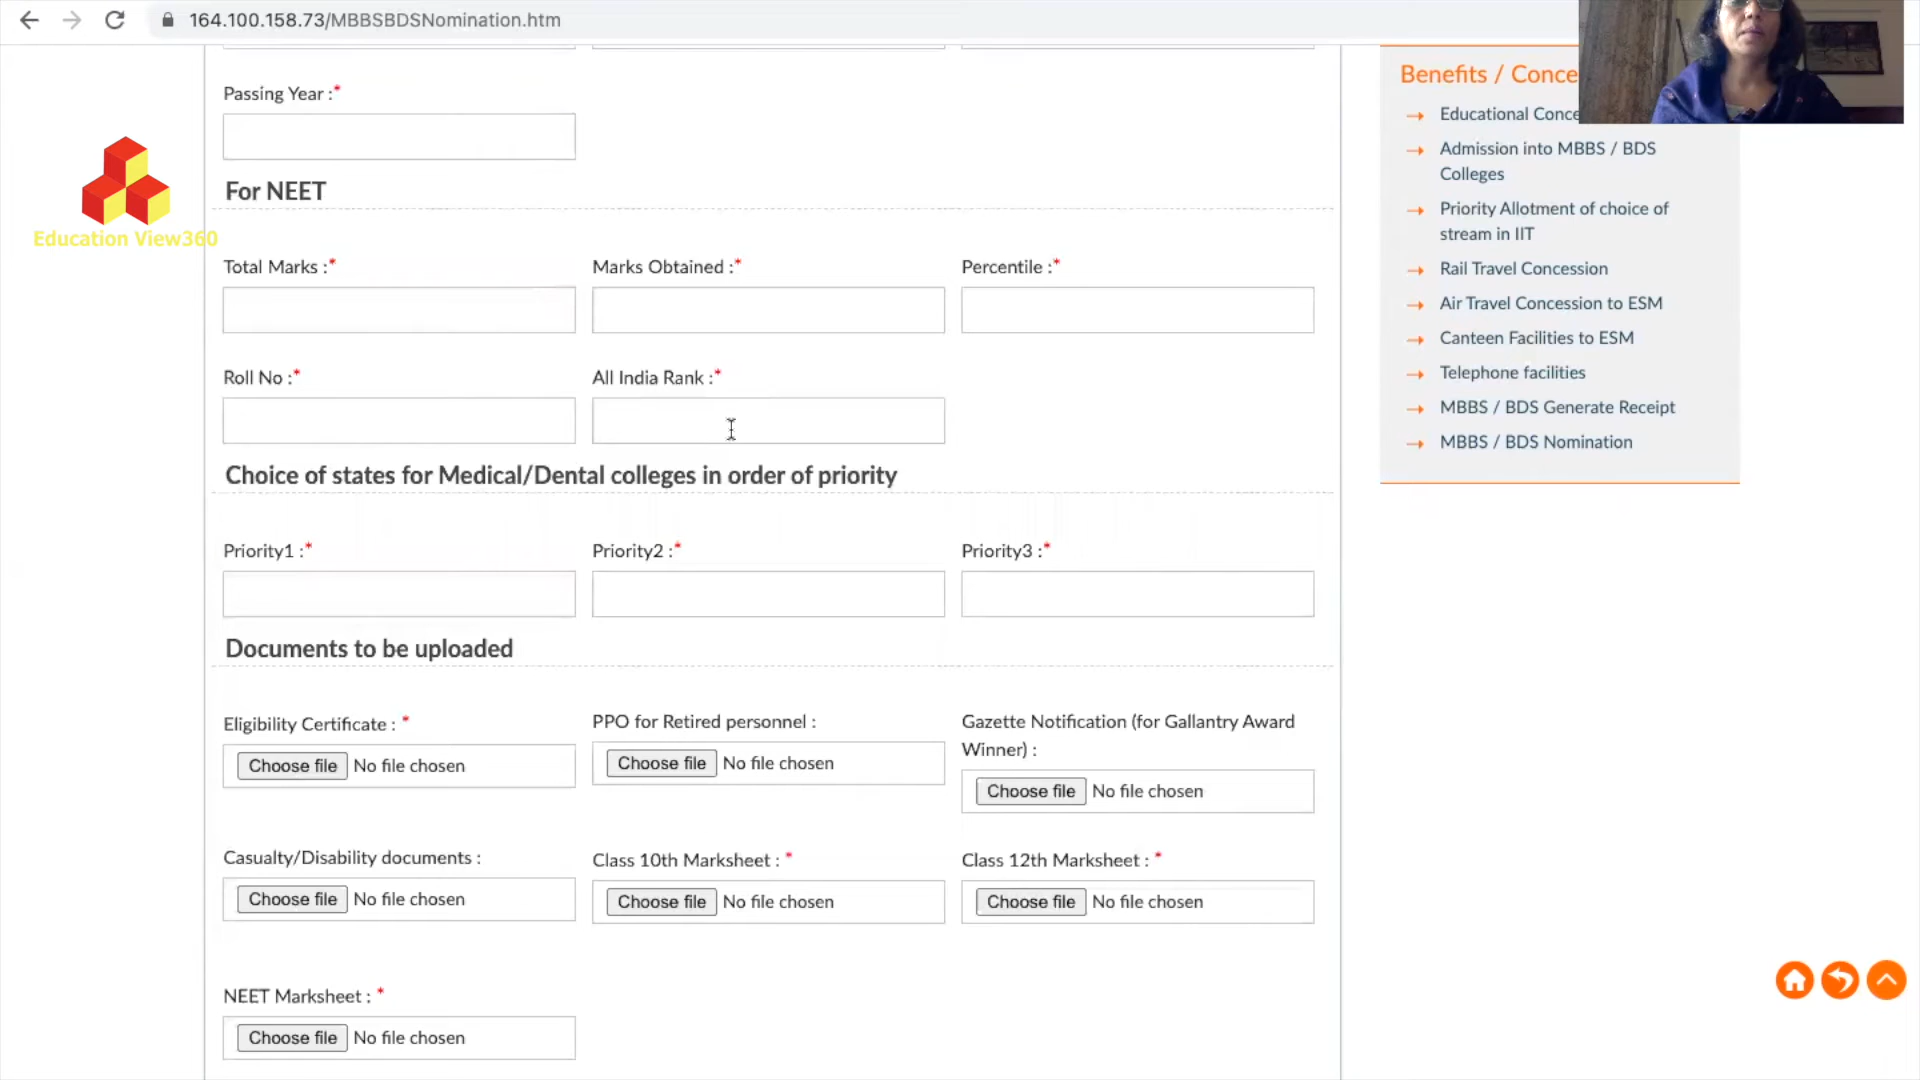 164.100.158.73/MBBSBDSNomination.htm
Passing Year :*
Education View360
For NEET
Total Marks :*
Marks Obtained :*
Percentile :*
Roll No :*
All India Rank :*
Choice of states for Medical/Dental colleges in order of priority
Priority1 :*
Priority2 :*
Priority3 :*
Documents to be uploaded
Eligibility Certificate : *
Choose file No file chosen
PPO for Retired personnel :
Choose file No file chosen
Gazette Notification (for Gallantry Award
Winner) :
Choose file No file chosen
Casualty/Disability documents :
Choose file No file chosen
Class 10th Marksheet : *
Choose file No file chosen
Class 12th Marksheet : *
Choose file No file chosen
NEET Marksheet : *
Choose file No file chosen
Benefits /
Educational
Admission into MBBS / BDS
Colleges
Priority Allotment of choice of
stream in IIT
Rail Travel Concession
Air Travel Concession to ESM
Canteen Facilities to ESM
Telephone facilities
MBBS / BDS Generate Receipt
MBBS / BDS Nomination